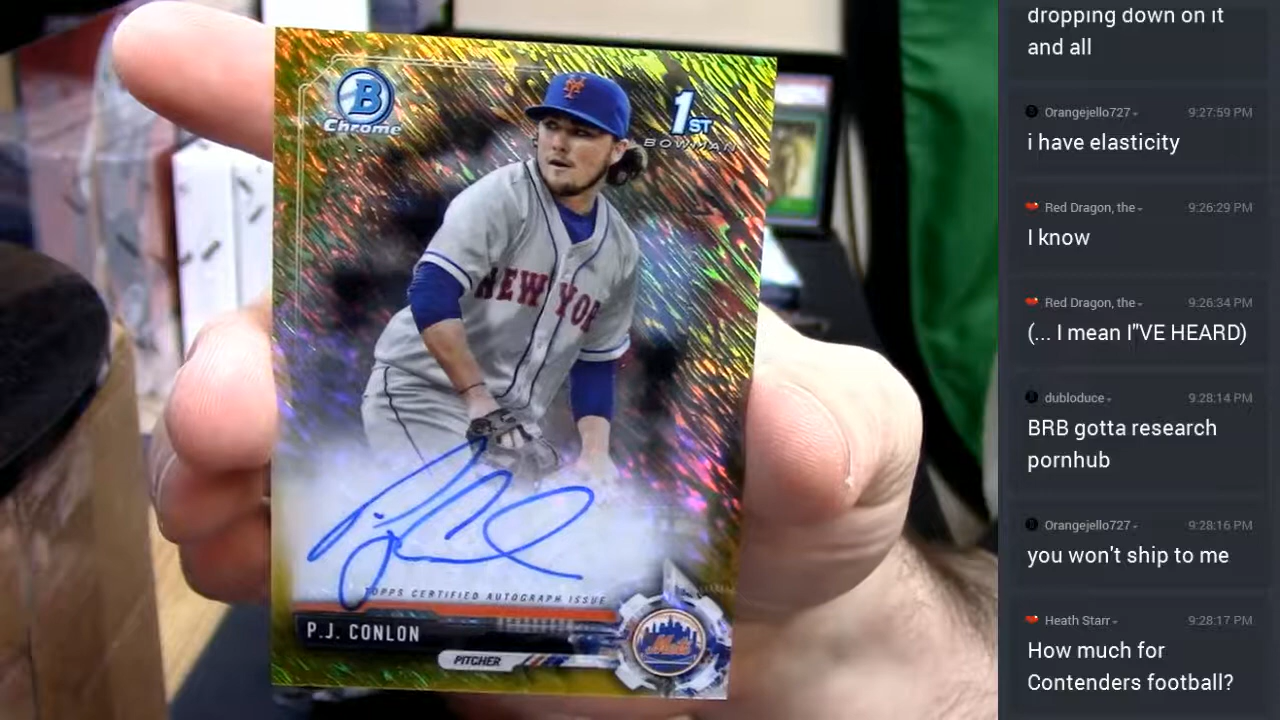 B
Chrome
1ST
BOWMAN
NEW YOR
TOPPS CERTIFIED AUTOGRAPH ISSUE
P.J. CONLON
PITCHER
Mets
dropping down on it
and all
Orangejello727
9:27:59 PM
i have elasticity
Red Dragon, the
9:26:29 PM
I know
Red Dragon, the
9:26:34 PM
(... I mean I"VE HEARD)
dubloduce
9:28:14 PM
BRB gotta research
pornhub
Orangejello727
9:28:16 PM
you won't ship to me
Heath Starr
9:28:17 PM
How much for
Contenders football?